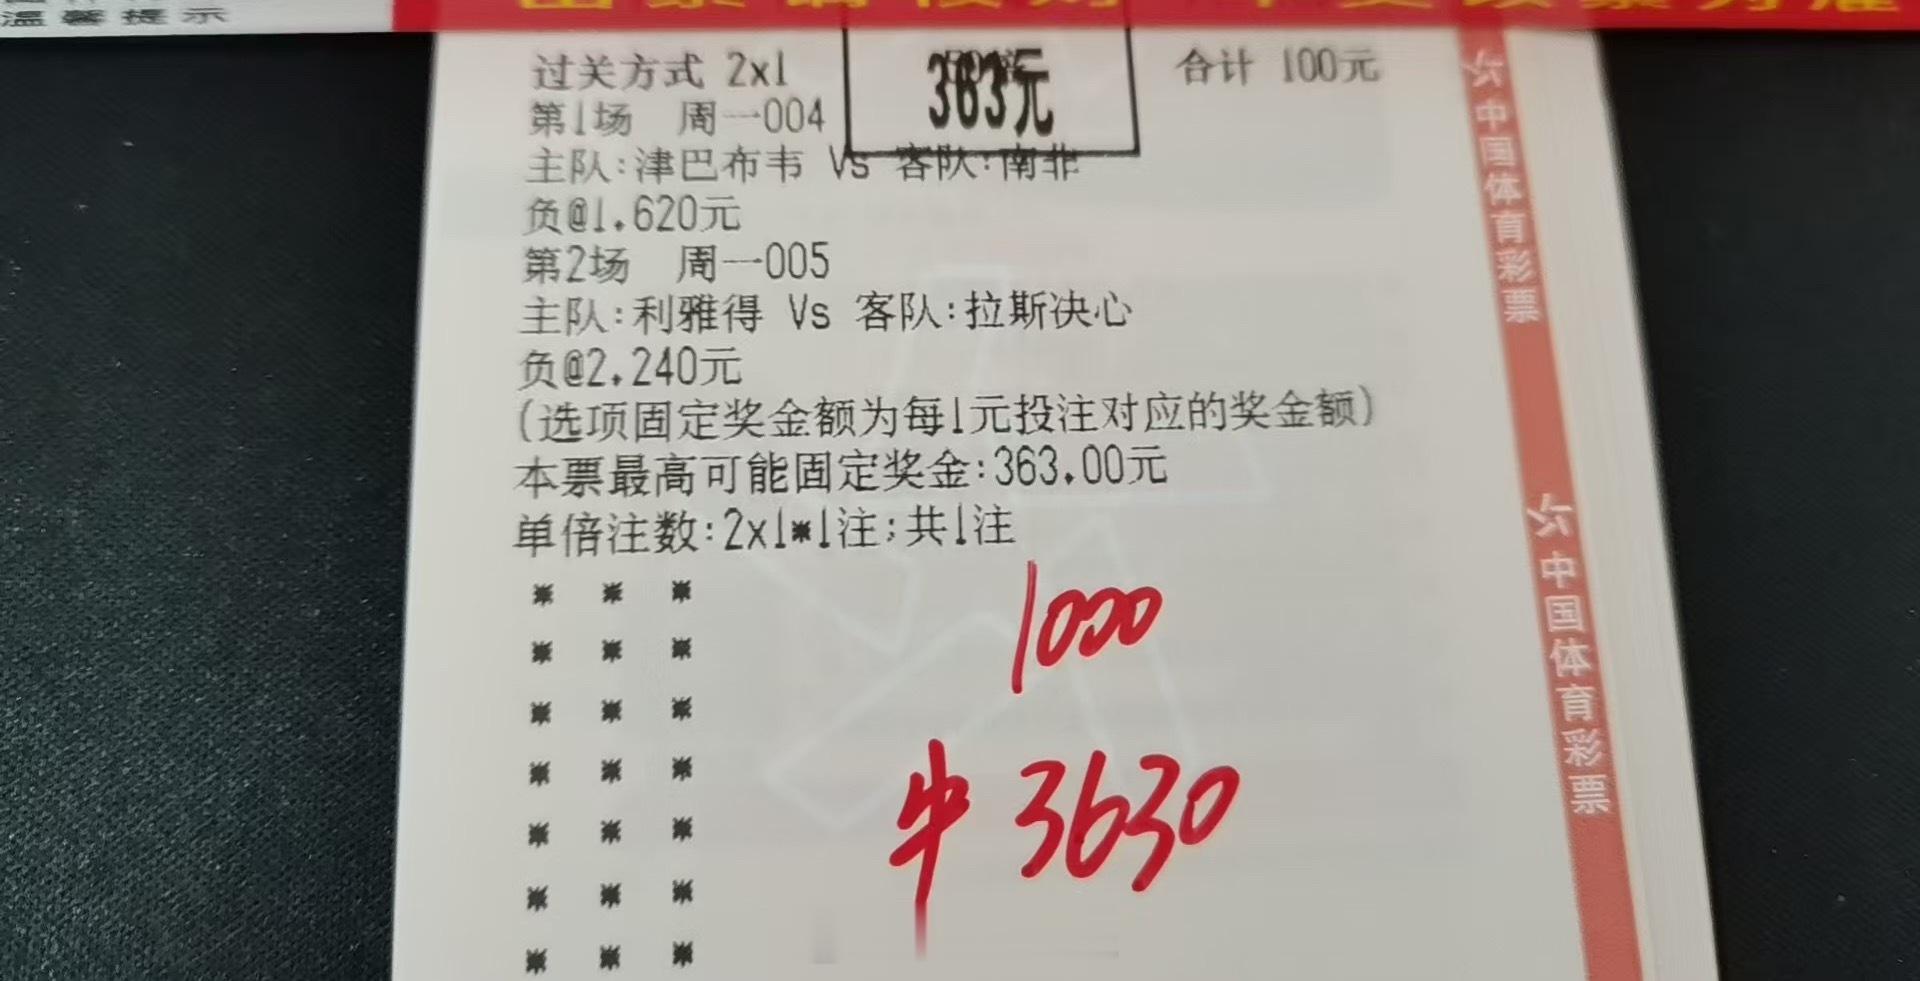 温馨提示
过关方式 2x1 363元 合计 100元
第1场 周一004
主队:津巴布韦 Vs 客队:南非
负@1.620元
第2场 周一005
主队:利雅得 Vs 客队:拉斯决心
负@2.240元
(选项固定奖金额为每1元投注对应的奖金额)
本票最高可能固定奖金:363.00元
单倍注数:2x1*1注;共1注
* * *
* * *
* * *
* * *
* * *
* * *
* * *
1000
牛 3630
中国体育彩票
中国体育彩票